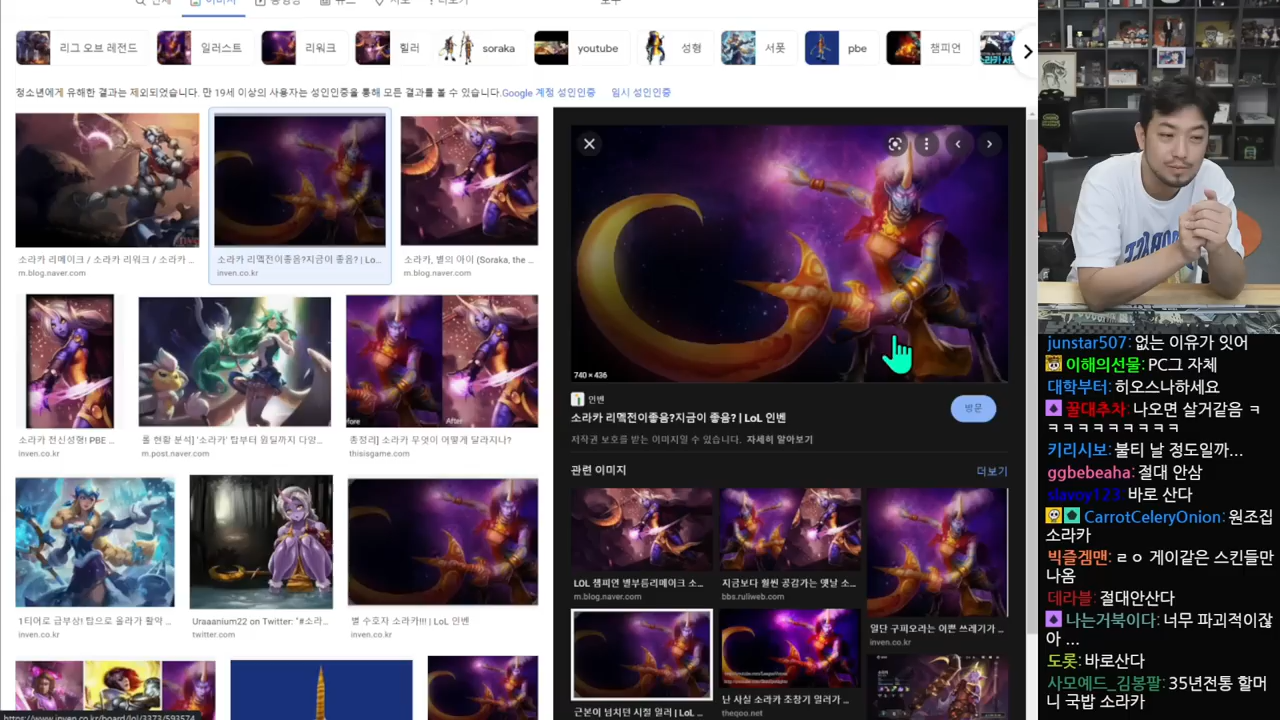 리그 오브 레전드
일러스트
리워크
힐러
soraka
youtube
성형
서폿
pbe
챔피언
청소년에게 유해한 결과는 제외되었습니다. 만 19세 이상의 사용자는 성인인증을 통해 모든 결과를 볼 수 있습니다.Google 계정 성인인증 일시 성인인증
소라카 리메이크 / 소라카 리워크 / 소라카 ...
m.blog.naver.com
소라카 리멬전이좋음?지금이 좋음? | Lo...
inven.co.kr
소라카, 별의 아이 (Soraka, the ...
m.blog.naver.com
소라카 전신성형! PBE ...
inven.co.kr
롤 현황 분석] '소라카' 탑부터 원딜까지 다양...
m.post.naver.com
Before
After
총정리] 소라카 무엇이 어떻게 달라지나?
thisisgame.com
1티어로 급부상! 탑으로 올라가 활약 ...
inven.co.kr
Uraaanium22 on Twitter: "#소라...
twitter.com
별 수호자 소라카!!! | LoL 인벤
inven.co.kr
https://www.inven.co.kr/board/lol/3373/593574
740 × 436
인벤
소라카 리멬전이좋음?지금이 좋음? | LoL 인벤
방문
저작권 보호를 받는 이미지일 수 있습니다. 자세히 알아보기
관련 이미지
더보기
LOL 챔피언 별부름리메이크 소...
m.blog.naver.com
지금보다 훨씬 공감가는 옛날 소...
bbs.ruliweb.com
일단 구피오라는 이쁜 쓰레기가 ...
inven.co.kr
근본이 넘치던 시절 일러 | LoL ...
난 사실 소라카 초창기 일러가 ...
theqoo.net
junstar507: 없는 이유가 잇어
이헤의선물: PC그 자체
대학부터: 히오스나하세요
꿀대추차: 나오면 살거같음 ㅋ
ㅋㅋㅋㅋㅋㅋㅋㅋㅋ
키리시보: 불티 날 정도일까...
ggbebeaha: 절대 안삼
slavoy123: 바로 산다
CarrotCeleryOnion: 원조집
소라카
빅즐겜맨: ㄹㅇ 게이같은 스킨들만
나옴
데라블: 절대안산다
나는거북이다: 너무 파괴적이잖
아 ...
도롯: 바로산다
사모예드_김봉팔: 35년전통 할머
니 국밥 소라카